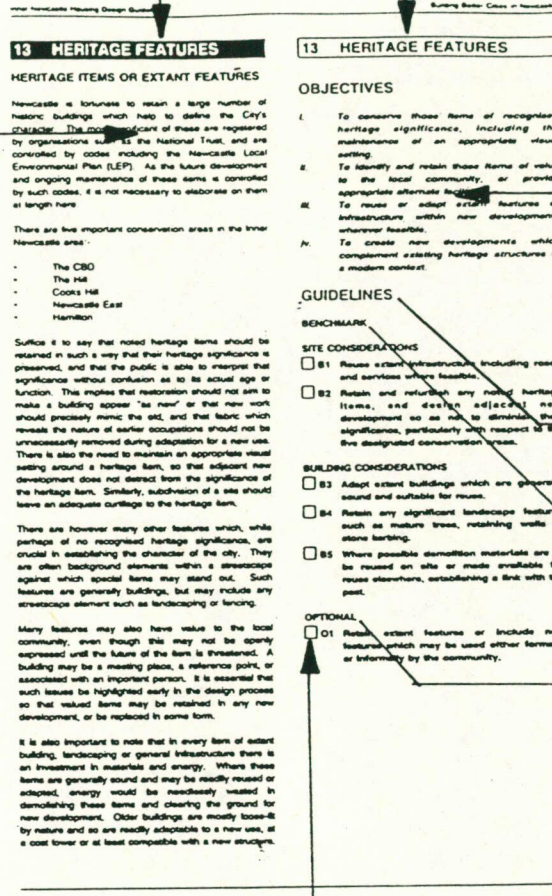 Inner Newcastle Housing Design Guide
13 HERITAGE FEATURES
HERITAGE ITEMS OR EXTANT FEATURES
Newcastle is fortunate to retain a large number of
historic buildings which help to define the City's
character. The most significant of these are registered
by organisations such as the National Trust, and are
controlled by codes including the Newcastle Local
Environmental Plan (LEP). As the future development
and ongoing maintenance of these items is controlled
by such codes, it is not necessary to elaborate on them
at length here
There are five important conservation areas in the Inner
Newcastle area:-
- The CBD
- The Hill
- Cooks Hill
- Newcastle East
- Hamilton
Suffice it to say that noted heritage items should be
retained in such a way that their heritage significance is
preserved, and that the public is able to interpret that
significance without confusion as to its actual age or
function. This implies that restoration should not aim to
make a building appear "as new" or that new work
should precisely mimic the old, and that fabric which
reveals the nature of earlier occupations should not be
unnecessarily removed during adaptation for a new use.
There is also the need to maintain an appropriate visual
setting around a heritage item, so that adjacent new
development does not detract from the significance of
the heritage item. Similarly, subdivision of a site should
leave an adequate curtilage to the heritage item.
There are however many other features which, while
perhaps of no recognised heritage significance, are
crucial in establishing the character of the city. They
are often background elements within a streetscape
against which special items may stand out. Such
features are generally buildings, but may include any
streetscape element such as landscaping or fencing.
Many features may also have value to the local
community, even though this may not be openly
expressed until the future of the item is threatened. A
building may be a meeting place, a reference point, or
associated with an important person. It is essential that
such issues be highlighted early in the design process
so that valued items may be retained in any new
development, or be replaced in some form.
It is also important to note that in every item of extant
building, landscaping or general infrastructure there is
an investment in materials and energy. Where these
items are generally sound and may be readily reused or
adapted, energy would be needlessly wasted in
demolishing these items and clearing the ground for
new development. Older buildings are mostly loose-fit
by nature and so are readily adaptable to a new use, at
a cost lower or at least compatible with a new structure.
Building Better Cities in Newcastle
13 HERITAGE FEATURES
OBJECTIVES
i. To conserve those items of recognised
heritage significance, including the
maintenance of an appropriate visual
setting.
ii. To identify and retain those items of value
to the local community, or provide
appropriate alternate
iii. To reuse or adapt extant features or
infrastructure within new development
wherever feasible.
iv. To create new developments which
complement existing heritage structures in
a modern context.
GUIDELINES
BENCHMARK
SITE CONSIDERATIONS
B1 Reuse extant infrastructure including roads
and services where feasible.
B2 Retain and refurbish any noted heritage
items, and design adjacent new
development so as not to diminish their
significance, particularly with respect to the
five designated conservation areas.
BUILDING CONSIDERATIONS
B3 Adapt extant buildings which are generally
sound and suitable for reuse.
B4 Retain any significant landscape features
such as mature trees, retaining walls
stone kerbing.
B5 Where possible demolition materials are
be reused on site or made available
reuse elsewhere, establishing a link with the
past.
OPTIONAL
O1 Retain extant features or include new
features which may be used either formally
or informally by the community.